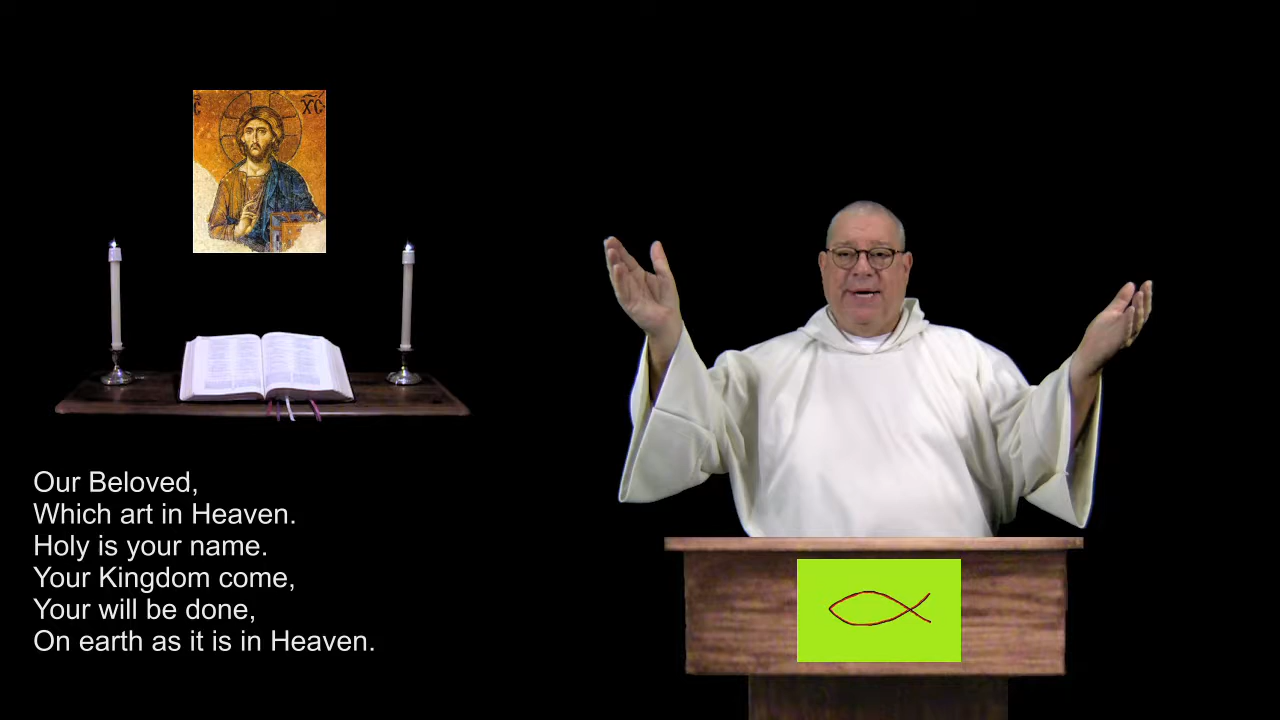 C
XC
Our Beloved,
Which art in Heaven.
Holy is your name.
Your Kingdom come,
Your will be done,
On earth as it is in Heaven.